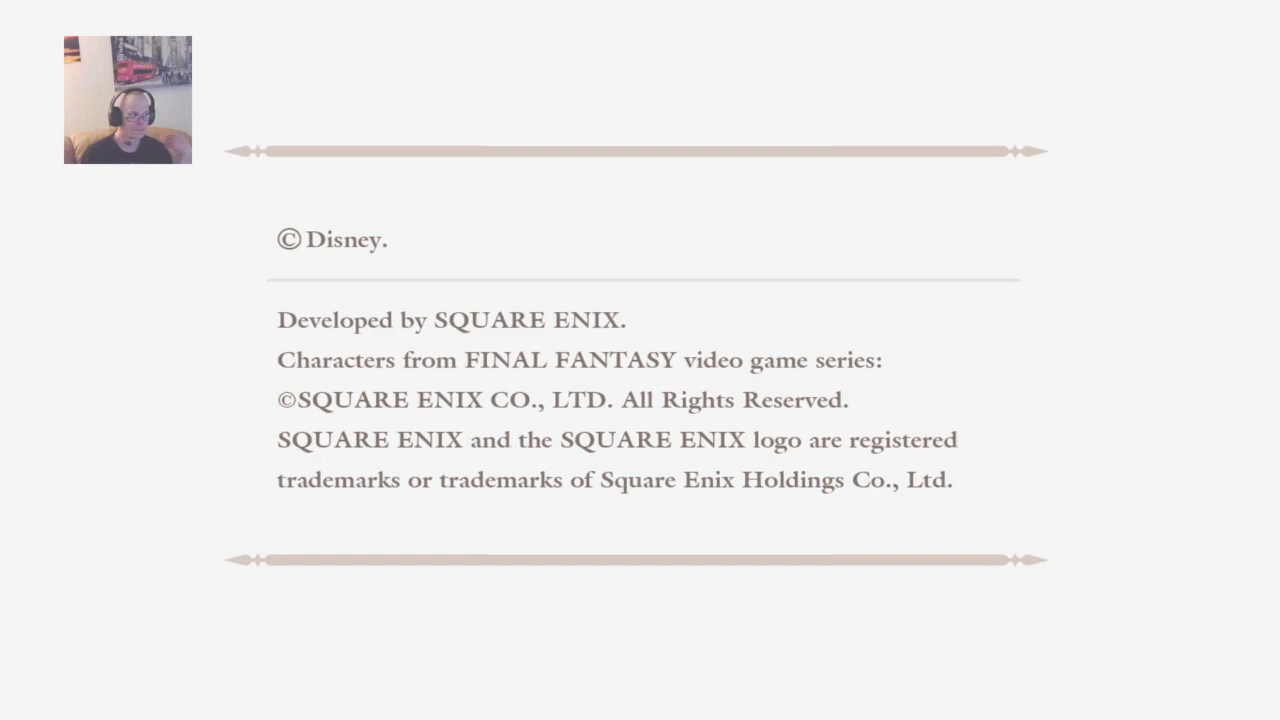 © Disney.
Developed by SQUARE ENIX.
Characters from FINAL FANTASY video game series:
©SQUARE ENIX CO., LTD. All Rights Reserved.
SQUARE ENIX and the SQUARE ENIX logo are registered
trademarks or trademarks of Square Enix Holdings Co., Ltd.